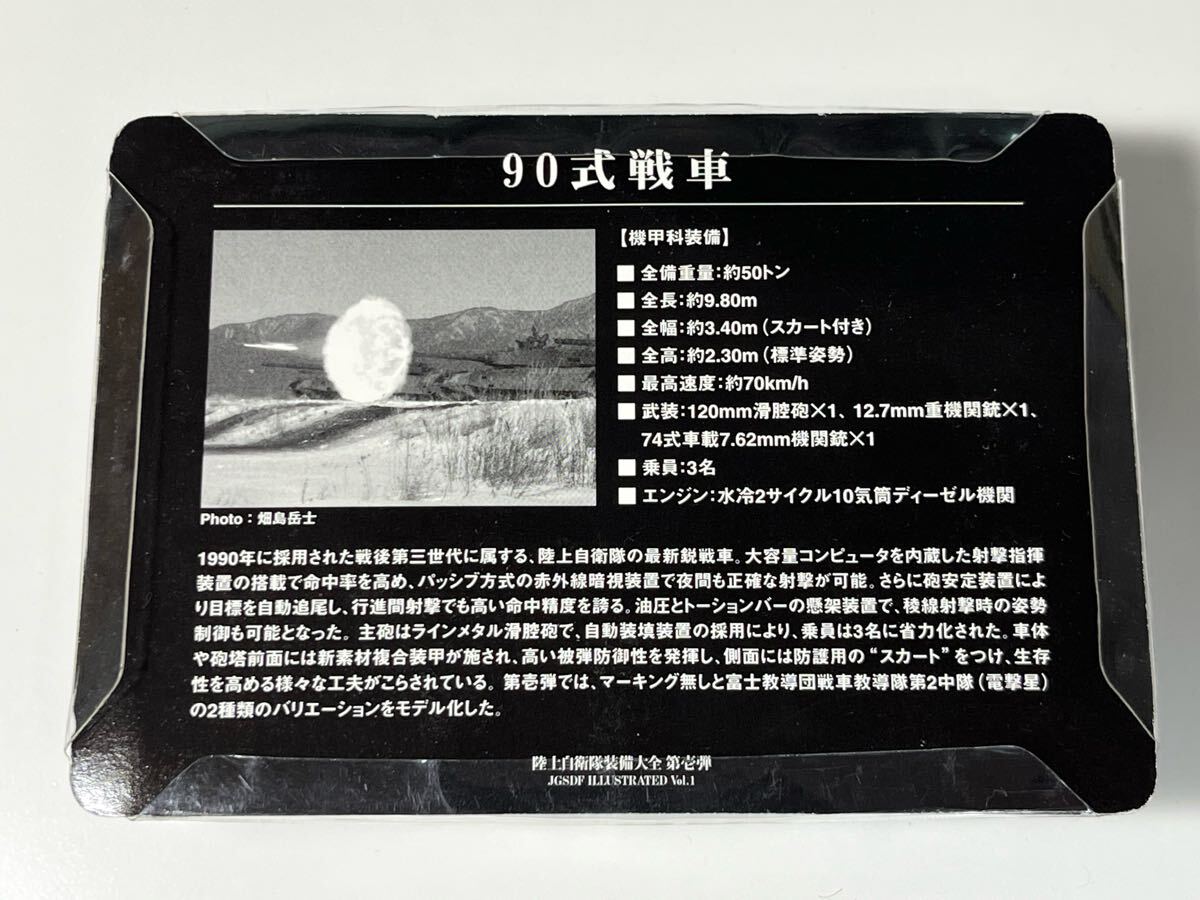 90式戦車
【機甲科装備】
■ 全備重量:約50トン
■ 全長:約9.80m
■ 全幅:約3.40m(スカート付き)
■ 全高:約2.30m(標準姿勢)
■ 最高速度:約70km/h
■ 武装:120mm滑腔砲×1、12.7mm重機関銃×1、
74式車載7.62mm機関銃×1
■ 乗員:3名
■ エンジン:水冷2サイクル10気筒ディーゼル機関
Photo:畑島岳士
1990年に採用された戦後第三世代に属する、陸上自衛隊の最新鋭戦車。大容量コンピュータを内蔵した射撃指揮
装置の搭載で命中率を高め、パッシブ方式の赤外線暗視装置で夜間も正確な射撃が可能。さらに砲安定装置によ
り目標を自動追尾し、行進間射撃でも高い命中精度を誇る。油圧とトーションバーの懸架装置で、稜線射撃時の姿勢
制御も可能となった。主砲はラインメタル滑腔砲で、自動装填装置の採用により、乗員は3名に省力化された。車体
や砲塔前面には新素材複合装甲が施され、高い被弾防御性を発揮し、側面には防護用の“スカート”をつけ、生存
性を高める様々な工夫がこらされている。第壱弾では、マーキング無しと富士教導団戦車教導隊第2中隊(電撃星)
の2種類のバリエーションをモデル化した。
陸上自衛隊装備大全 第壱弾
JGSDF ILLUSTRATED Vol.1